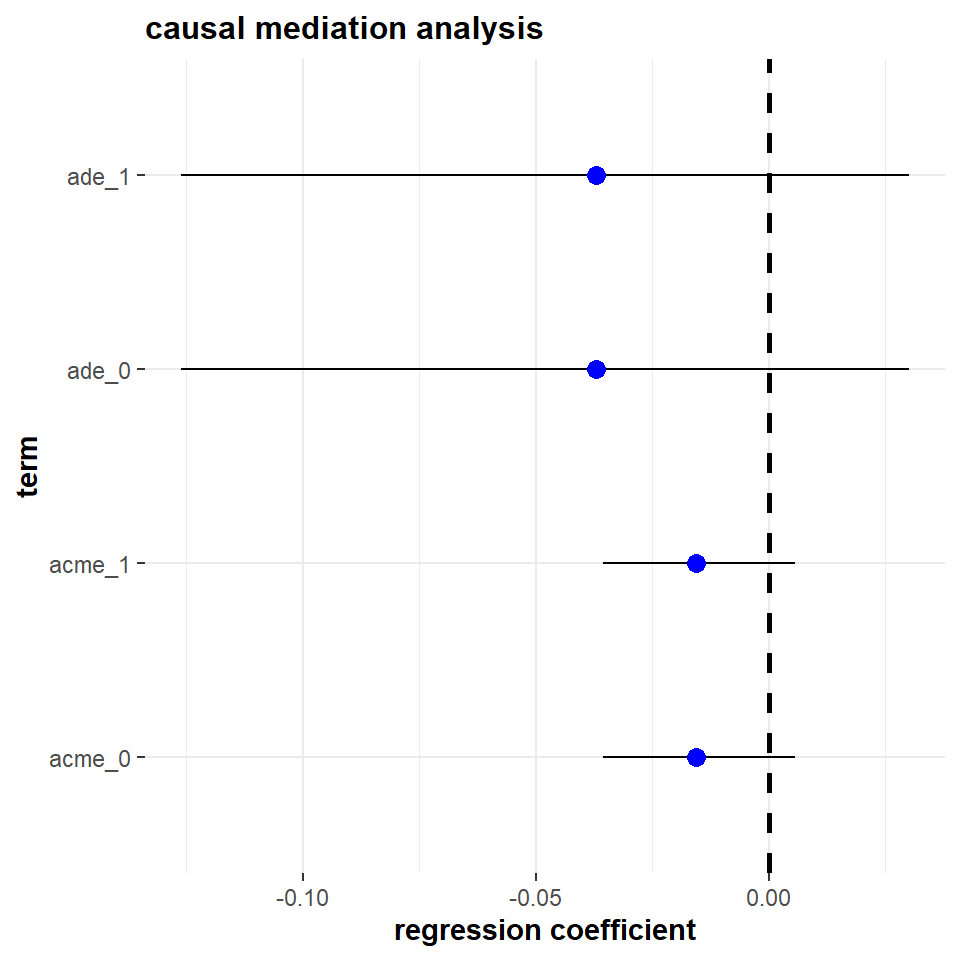 causal mediation analysis
ade_1
ade_0
term
acme_1
acme_0
-0.10
-0.05
0.00
regression coefficient